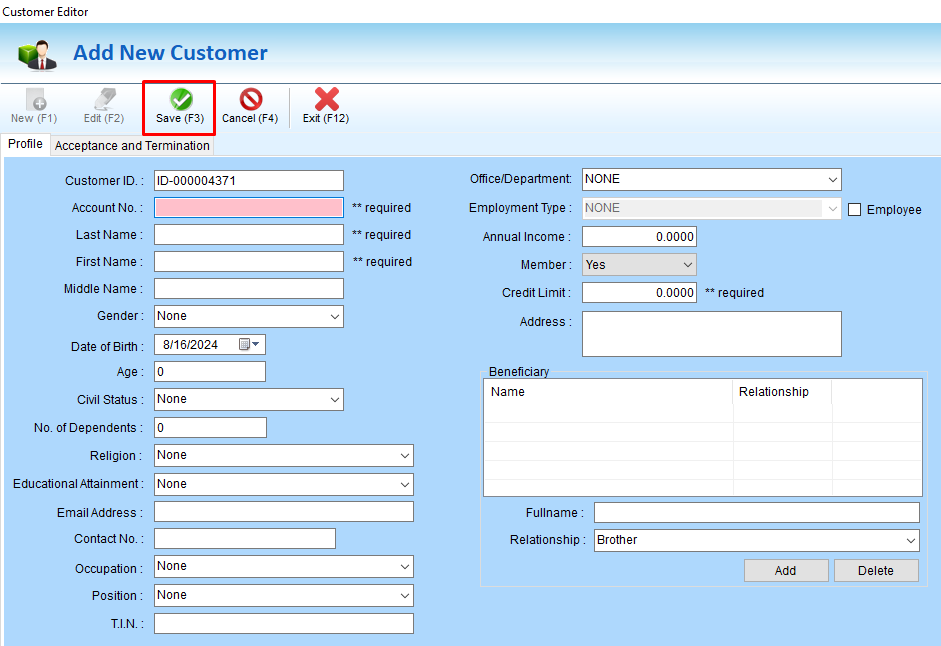 Customer Editor
Add New Customer
New (F1) Edit (F2) Save (F3) Cancel (F4) Exit (F12)
Profile Acceptance and Termination
Customer ID. : ID-000004371
Account No. : ** required
Last Name : ** required
First Name : ** required
Middle Name :
Gender : None
Date of Birth : 8/16/2024
Age : 0
Civil Status : None
No. of Dependents : 0
Religion : None
Educational Attainment : None
Email Address :
Contact No. :
Occupation : None
Position : None
T.I.N. :
Office/Department: NONE
Employment Type : NONE Employee
Annual Income : 0.0000
Member : Yes
Credit Limit : 0.0000 ** required
Address :
Beneficiary
Name Relationship
Fullname :
Relationship : Brother
Add Delete